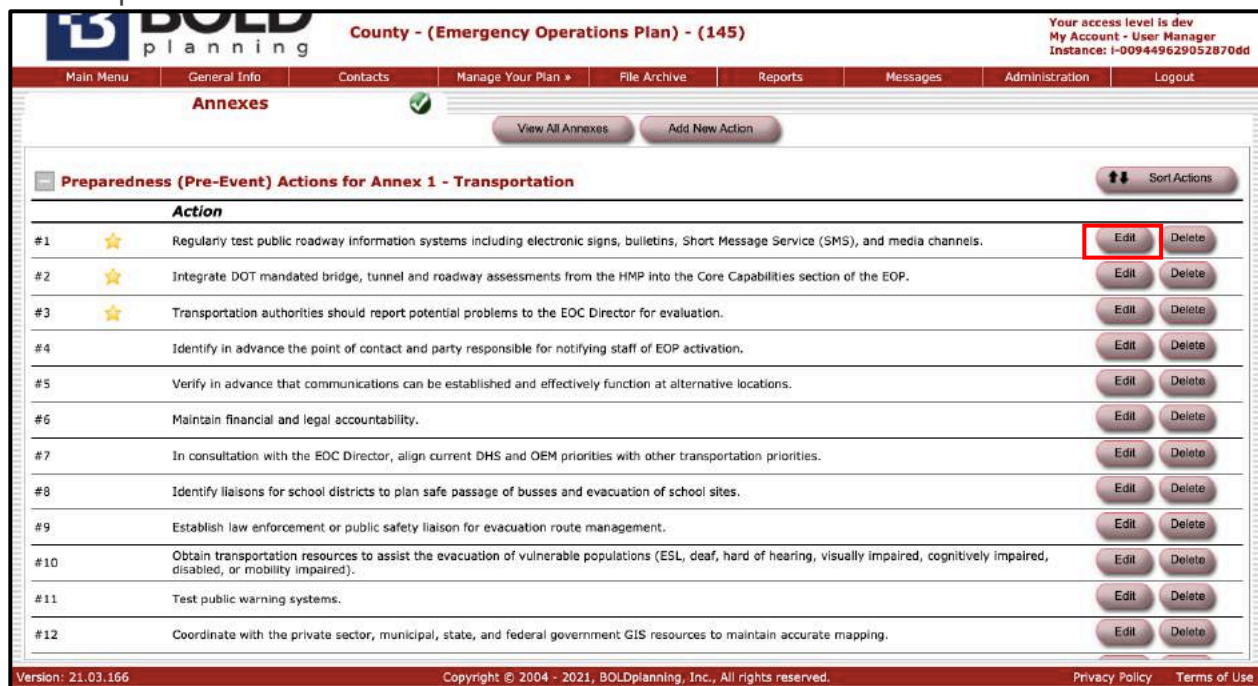 BOLD
planning
County - (Emergency Operations Plan) - (145)
Your access level is dev
My Account - User Manager
Instance: i-009449629052870dd
Main Menu General Info Contacts Manage Your Plan » File Archive Reports Messages Administration Logout
Annexes
View All Annexes Add New Action
Preparedness (Pre-Event) Actions for Annex 1 - Transportation Sort Actions
Action
#1 Regularly test public roadway information systems including electronic signs, bulletins, Short Message Service (SMS), and media channels. Edit Delete
#2 Integrate DOT mandated bridge, tunnel and roadway assessments from the HMP into the Core Capabilities section of the EOP. Edit Delete
#3 Transportation authorities should report potential problems to the EOC Director for evaluation. Edit Delete
#4 Identify in advance the point of contact and party responsible for notifying staff of EOP activation. Edit Delete
#5 Verify in advance that communications can be established and effectively function at alternative locations. Edit Delete
#6 Maintain financial and legal accountability. Edit Delete
#7 In consultation with the EOC Director, align current DHS and OEM priorities with other transportation priorities. Edit Delete
#8 Identify liaisons for school districts to plan safe passage of busses and evacuation of school sites. Edit Delete
#9 Establish law enforcement or public safety liaison for evacuation route management. Edit Delete
#10 Obtain transportation resources to assist the evacuation of vulnerable populations (ESL, deaf, hard of hearing, visually impaired, cognitively impaired,
disabled, or mobility impaired). Edit Delete
#11 Test public warning systems. Edit Delete
#12 Coordinate with the private sector, municipal, state, and federal government GIS resources to maintain accurate mapping. Edit Delete
Version: 21.03.166 Copyright © 2004 - 2021, BOLDplanning, Inc., All rights reserved. Privacy Policy Terms of Use